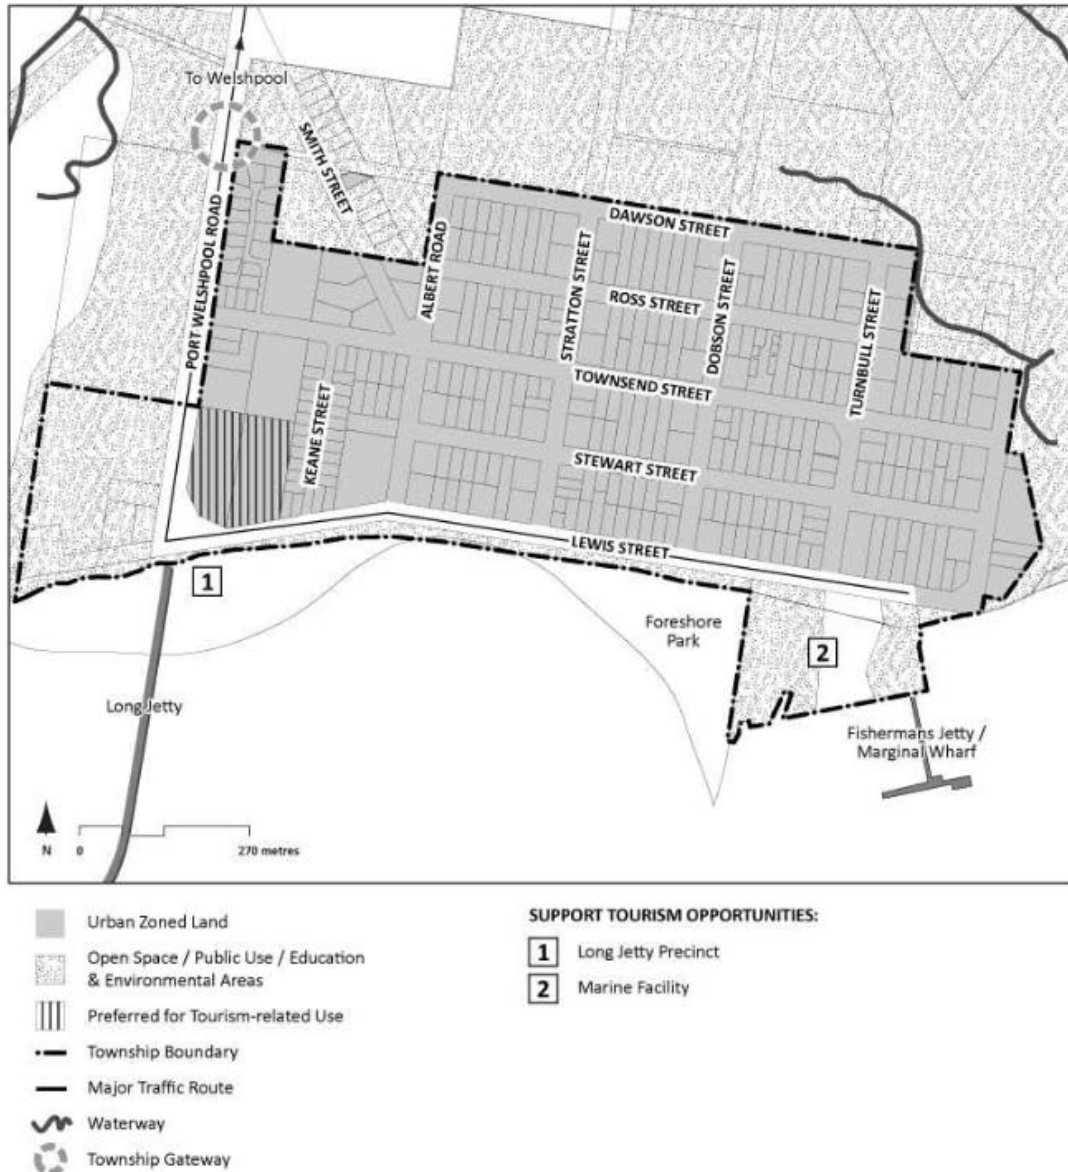 To Welshpool
SMITH STREET
PORT WELSHPOOL ROAD
ALBERT ROAD
DAWSON STREET
STRATTON STREET
ROSS STREET
DOBSON STREET
TURNBULL STREET
TOWNSEND STREET
KEANE STREET
STEWART STREET
LEWIS STREET
1
Foreshore
Park
2
Long Jetty
Fishermans Jetty /
Marginal Wharf
N
0
270 metres
Urban Zoned Land
Open Space / Public Use / Education
& Environmental Areas
Preferred for Tourism-related Use
Township Boundary
Major Traffic Route
Waterway
Township Gateway
SUPPORT TOURISM OPPORTUNITIES:
1 Long Jetty Precinct
2 Marine Facility